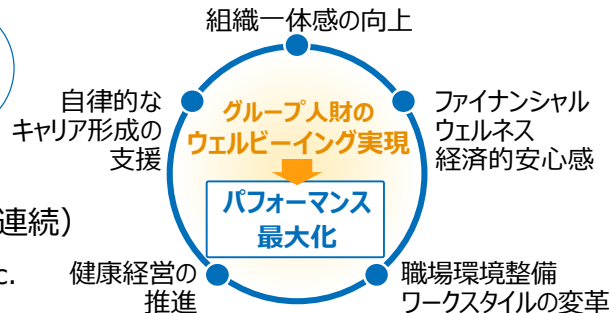 組織一体感の向上
自律的な
キャリア形成の
支援
グループ人財の
ウェルビーイング実現
ファイナンシャル
ウェルネス
経済的安心感
パフォーマンス
最大化
連続）
c.
健康経営の
推進
職場環境整備
ワークスタイルの変革